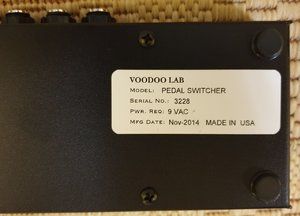 VOODOO LAB
MODEL: PEDAL SWITCHER
SERIAL NO.: 3228
PWR. REQ: 9 VAC
MFG DATE: Nov-2014 MADE IN USA